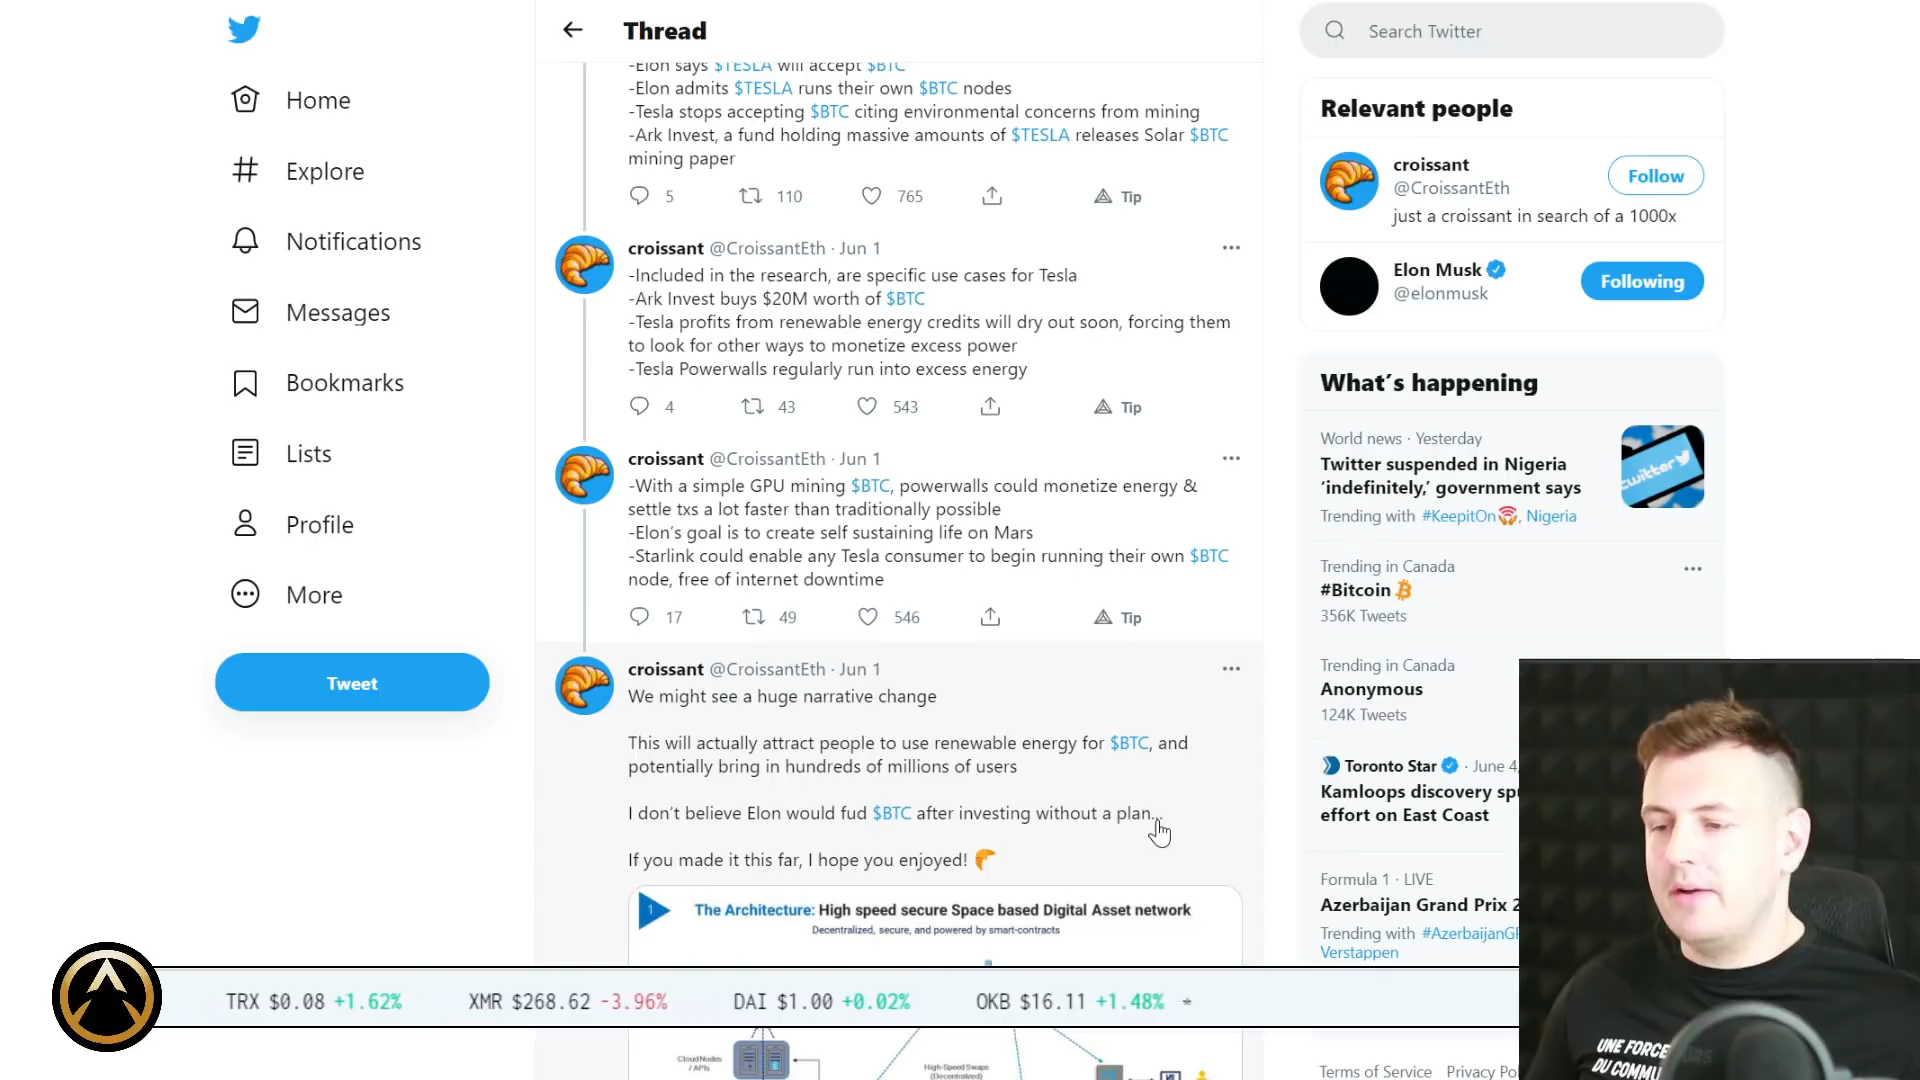 Thread
Search Twitter
Home
Explore
Notifications
Messages
Bookmarks
Lists
Profile
More
Tweet
-Elon says $TESLA will accept $BTC
-Elon admits $TESLA runs their own $BTC nodes
-Tesla stops accepting $BTC citing environmental concerns from mining
-Ark Invest, a fund holding massive amounts of $TESLA releases Solar $BTC
mining paper
5 110 765 Tip
croissant @CroissantEth · Jun 1
-Included in the research, are specific use cases for Tesla
-Ark Invest buys $20M worth of $BTC
-Tesla profits from renewable energy credits will dry out soon, forcing them
to look for other ways to monetize excess power
-Tesla Powerwalls regularly run into excess energy
4 43 543 Tip
croissant @CroissantEth · Jun 1
-With a simple GPU mining $BTC, powerwalls could monetize energy &
settle txs a lot faster than traditionally possible
-Elon's goal is to create self sustaining life on Mars
-Starlink could enable any Tesla consumer to begin running their own $BTC
node, free of internet downtime
17 49 546 Tip
croissant @CroissantEth · Jun 1
We might see a huge narrative change
This will actually attract people to use renewable energy for $BTC, and
potentially bring in hundreds of millions of users
I don't believe Elon would fud $BTC after investing without a plan...
If you made it this far, I hope you enjoyed!
1 The Architecture: High speed secure Space based Digital Asset network
Decentralized, secure, and powered by smart-contracts
Cloud Nodes
/ APIs
High-Speed Swaps
(Decentralized)
Relevant people
croissant
@CroissantEth
Follow
just a croissant in search of a 1000x
Elon Musk
@elonmusk
Following
What's happening
World news · Yesterday
Twitter suspended in Nigeria
'indefinitely,' government says
Trending with #KeepitOn, Nigeria
twitter
Trending in Canada
#Bitcoin
356K Tweets
Trending in Canada
Anonymous
124K Tweets
Toronto Star · June 4,
Kamloops discovery sp
effort on East Coast
Formula 1 · LIVE
Azerbaijan Grand Prix 2
Trending with #AzerbaijanG
Verstappen
Terms of Service Privacy Po
TRX $0.08 +1.62% XMR $268.62 -3.96% DAI $1.00 +0.02% OKB $16.11 +1.48%
UNE FORCE
DU COMMU